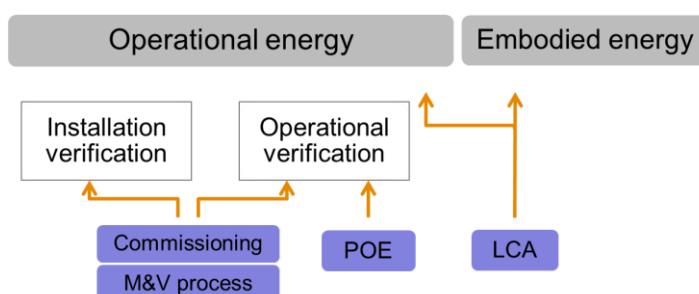 Operational energy
Embodied energy
Installation
verification
Operational
verification
Commissioning
POE
LCA
M&V process